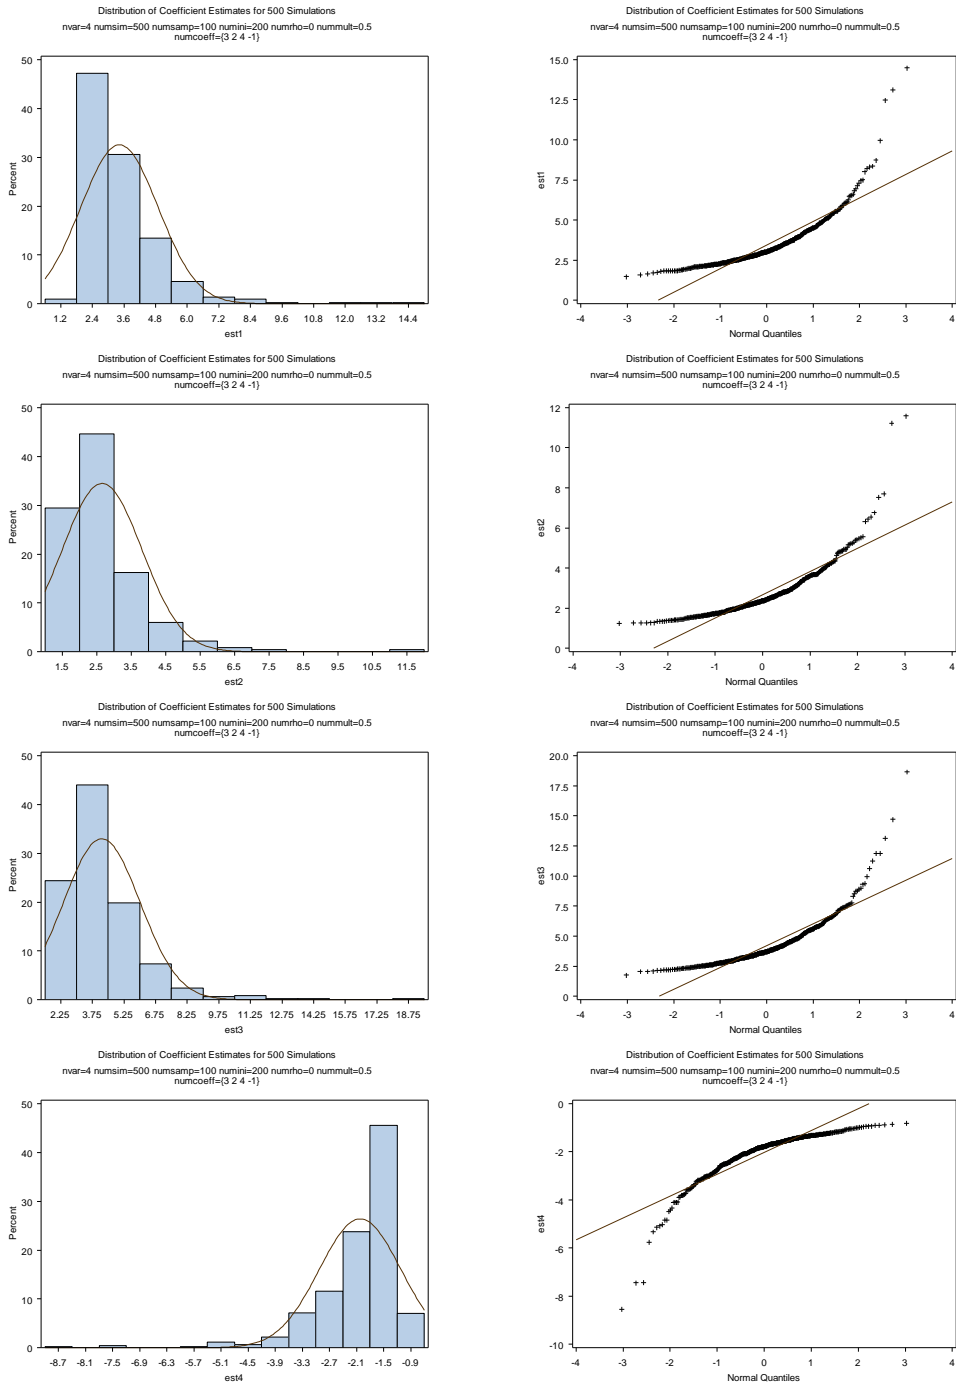 Distribution of Coefficient Estimates for 500 Simulations
nvar=4 numsim=500 numsamp=100 numini=200 numrho=0 nummult=0.5
numcoeff={3 2 4 -1}
50
40
30
20
10
0
Percent
1.2 2.4 3.6 4.8 6.0 7.2 8.4 9.6 10.8 12.0 13.2 14.4
est1
Distribution of Coefficient Estimates for 500 Simulations
nvar=4 numsim=500 numsamp=100 numini=200 numrho=0 nummult=0.5
numcoeff={3 2 4 -1}
15.0
12.5
10.0
7.5
5.0
2.5
0
est1
-4 -3 -2 -1 0 1 2 3 4
Normal Quantiles
Distribution of Coefficient Estimates for 500 Simulations
nvar=4 numsim=500 numsamp=100 numini=200 numrho=0 nummult=0.5
numcoeff={3 2 4 -1}
50
40
30
20
10
0
Percent
1.5 2.5 3.5 4.5 5.5 6.5 7.5 8.5 9.5 10.5 11.5
est2
Distribution of Coefficient Estimates for 500 Simulations
nvar=4 numsim=500 numsamp=100 numini=200 numrho=0 nummult=0.5
numcoeff={3 2 4 -1}
12
10
8
6
4
2
0
est2
-4 -3 -2 -1 0 1 2 3 4
Normal Quantiles
Distribution of Coefficient Estimates for 500 Simulations
nvar=4 numsim=500 numsamp=100 numini=200 numrho=0 nummult=0.5
numcoeff={3 2 4 -1}
50
40
30
20
10
0
Percent
2.25 3.75 5.25 6.75 8.25 9.75 11.25 12.75 14.25 15.75 17.25 18.75
est3
Distribution of Coefficient Estimates for 500 Simulations
nvar=4 numsim=500 numsamp=100 numini=200 numrho=0 nummult=0.5
numcoeff={3 2 4 -1}
20.0
17.5
15.0
12.5
10.0
7.5
5.0
2.5
0
est3
-4 -3 -2 -1 0 1 2 3 4
Normal Quantiles
Distribution of Coefficient Estimates for 500 Simulations
nvar=4 numsim=500 numsamp=100 numini=200 numrho=0 nummult=0.5
numcoeff={3 2 4 -1}
50
40
30
20
10
0
Percent
-8.7 -8.1 -7.5 -6.9 -6.3 -5.7 -5.1 -4.5 -3.9 -3.3 -2.7 -2.1 -1.5 -0.9
est4
Distribution of Coefficient Estimates for 500 Simulations
nvar=4 numsim=500 numsamp=100 numini=200 numrho=0 nummult=0.5
numcoeff={3 2 4 -1}
0
-2
-4
-6
-8
-10
est4
-4 -3 -2 -1 0 1 2 3 4
Normal Quantiles